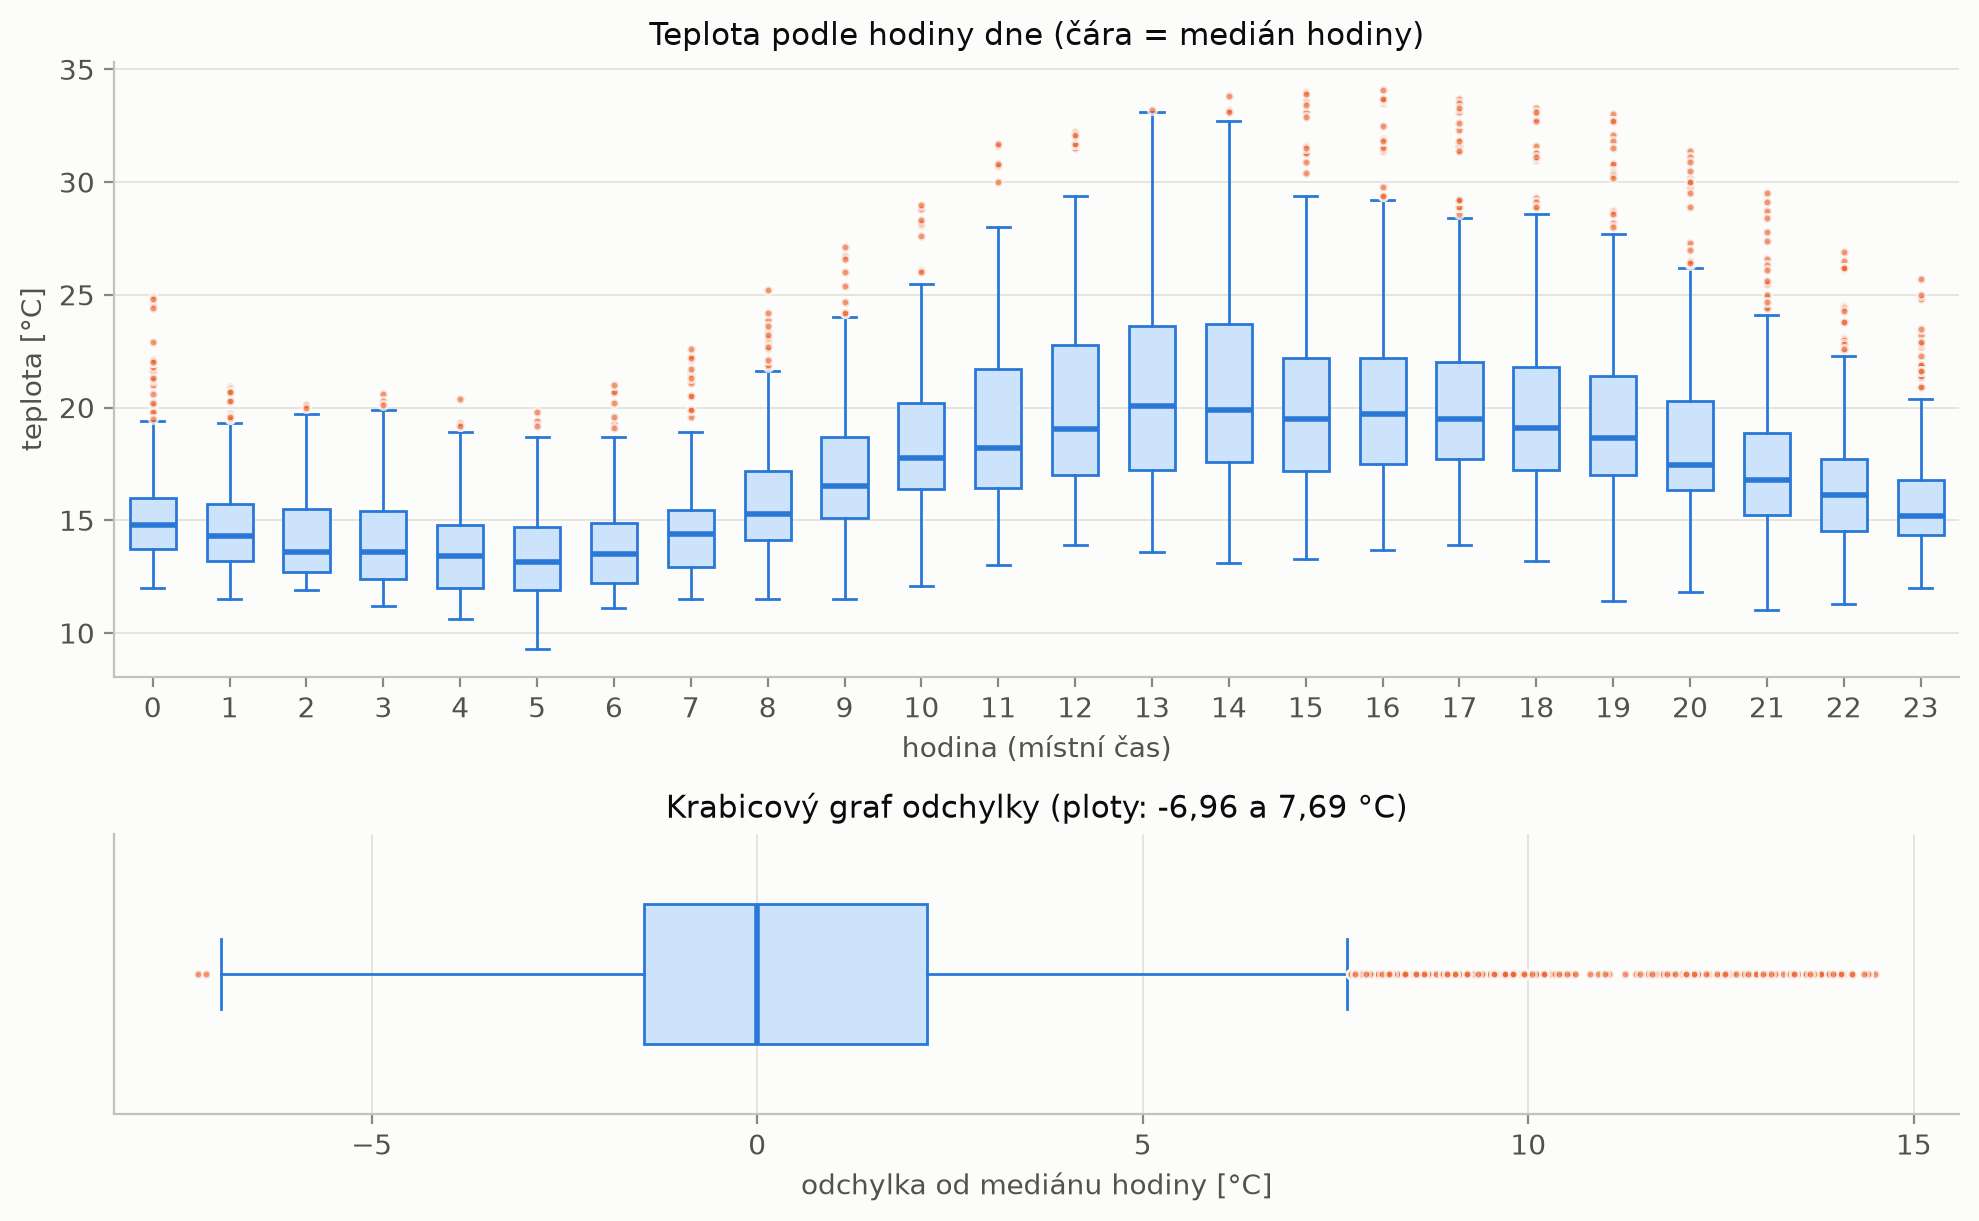 Teplota podle hodiny dne (čára = medián hodiny)
35
30
25
20
15
10
teplota [°C]
0 1 2 3 4 5 6 7 8 9 10 11 12 13 14 15 16 17 18 19 20 21 22 23
hodina (místní čas)
Krabicový graf odchylky (ploty: -6,96 a 7,69 °C)
−5 0 5 10 15
odchylka od mediánu hodiny [°C]